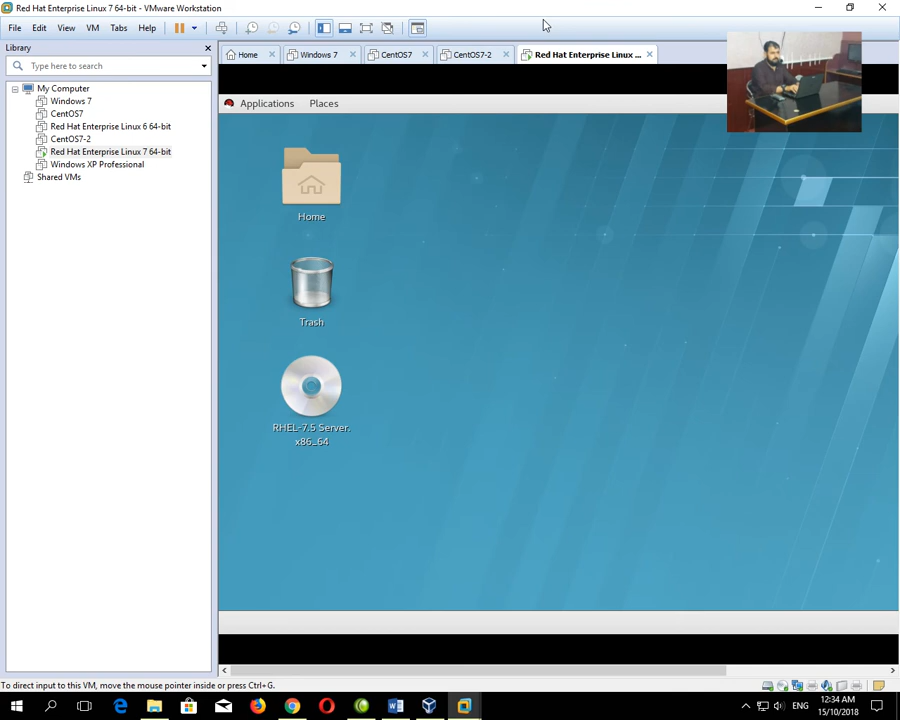 Red Hat Enterprise Linux 7 64-bit - VMware Workstation
File Edit View VM Tabs Help
Library
Type here to search
My Computer
Windows 7
CentOS7
Red Hat Enterprise Linux 6 64-bit
CentOS7-2
Red Hat Enterprise Linux 7 64-bit
Windows XP Professional
Shared VMs
Home Windows 7 CentOS7 CentOS7-2 Red Hat Enterprise Linux ...
Applications Places
Home
Trash
RHEL-7.5 Server.
x86_64
To direct input to this VM, move the mouse pointer inside or press Ctrl+G.
ENG
12:34 AM
15/10/2018